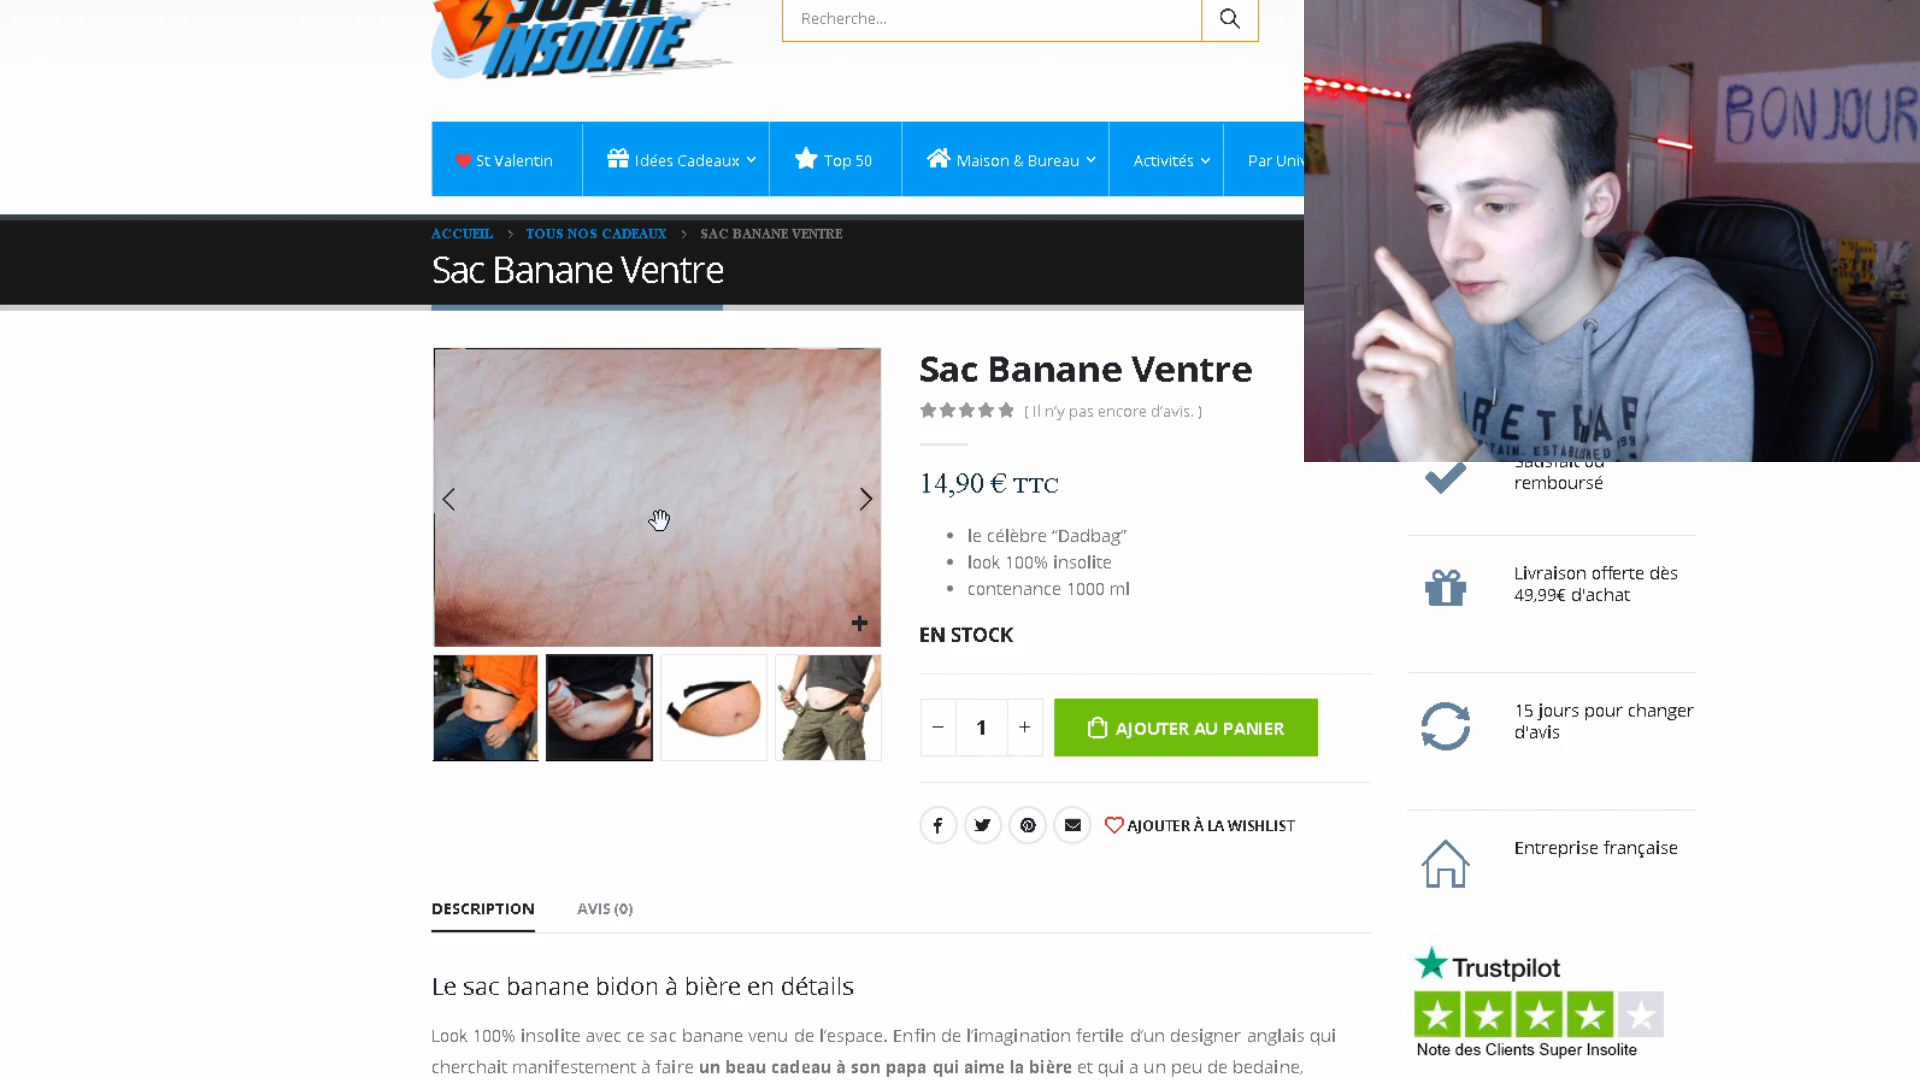 SUPER
INSOLITE
Recherche...
St Valentin
Idées Cadeaux
Top 50
Maison & Bureau
Activités
Par Univ
BONJOUR
ACCUEIL > TOUS NOS CADEAUX > SAC BANANE VENTRE
Sac Banane Ventre
Sac Banane Ventre
( Il n'y pas encore d'avis. )
14,90 € TTC
• le célèbre “Dadbag”
• look 100% insolite
• contenance 1000 ml
EN STOCK
- 1 +
AJOUTER AU PANIER
AJOUTER À LA WISHLIST
Satisfait ou
remboursé
Livraison offerte dès
49,99€ d'achat
15 jours pour changer
d'avis
Entreprise française
Trustpilot
Note des Clients Super Insolite
DESCRIPTION
AVIS (0)
Le sac banane bidon à bière en détails
Look 100% insolite avec ce sac banane venu de l'espace. Enfin de l'imagination fertile d'un designer anglais qui
cherchait manifestement à faire un beau cadeau à son papa qui aime la bière et qui a un peu de bedaine,